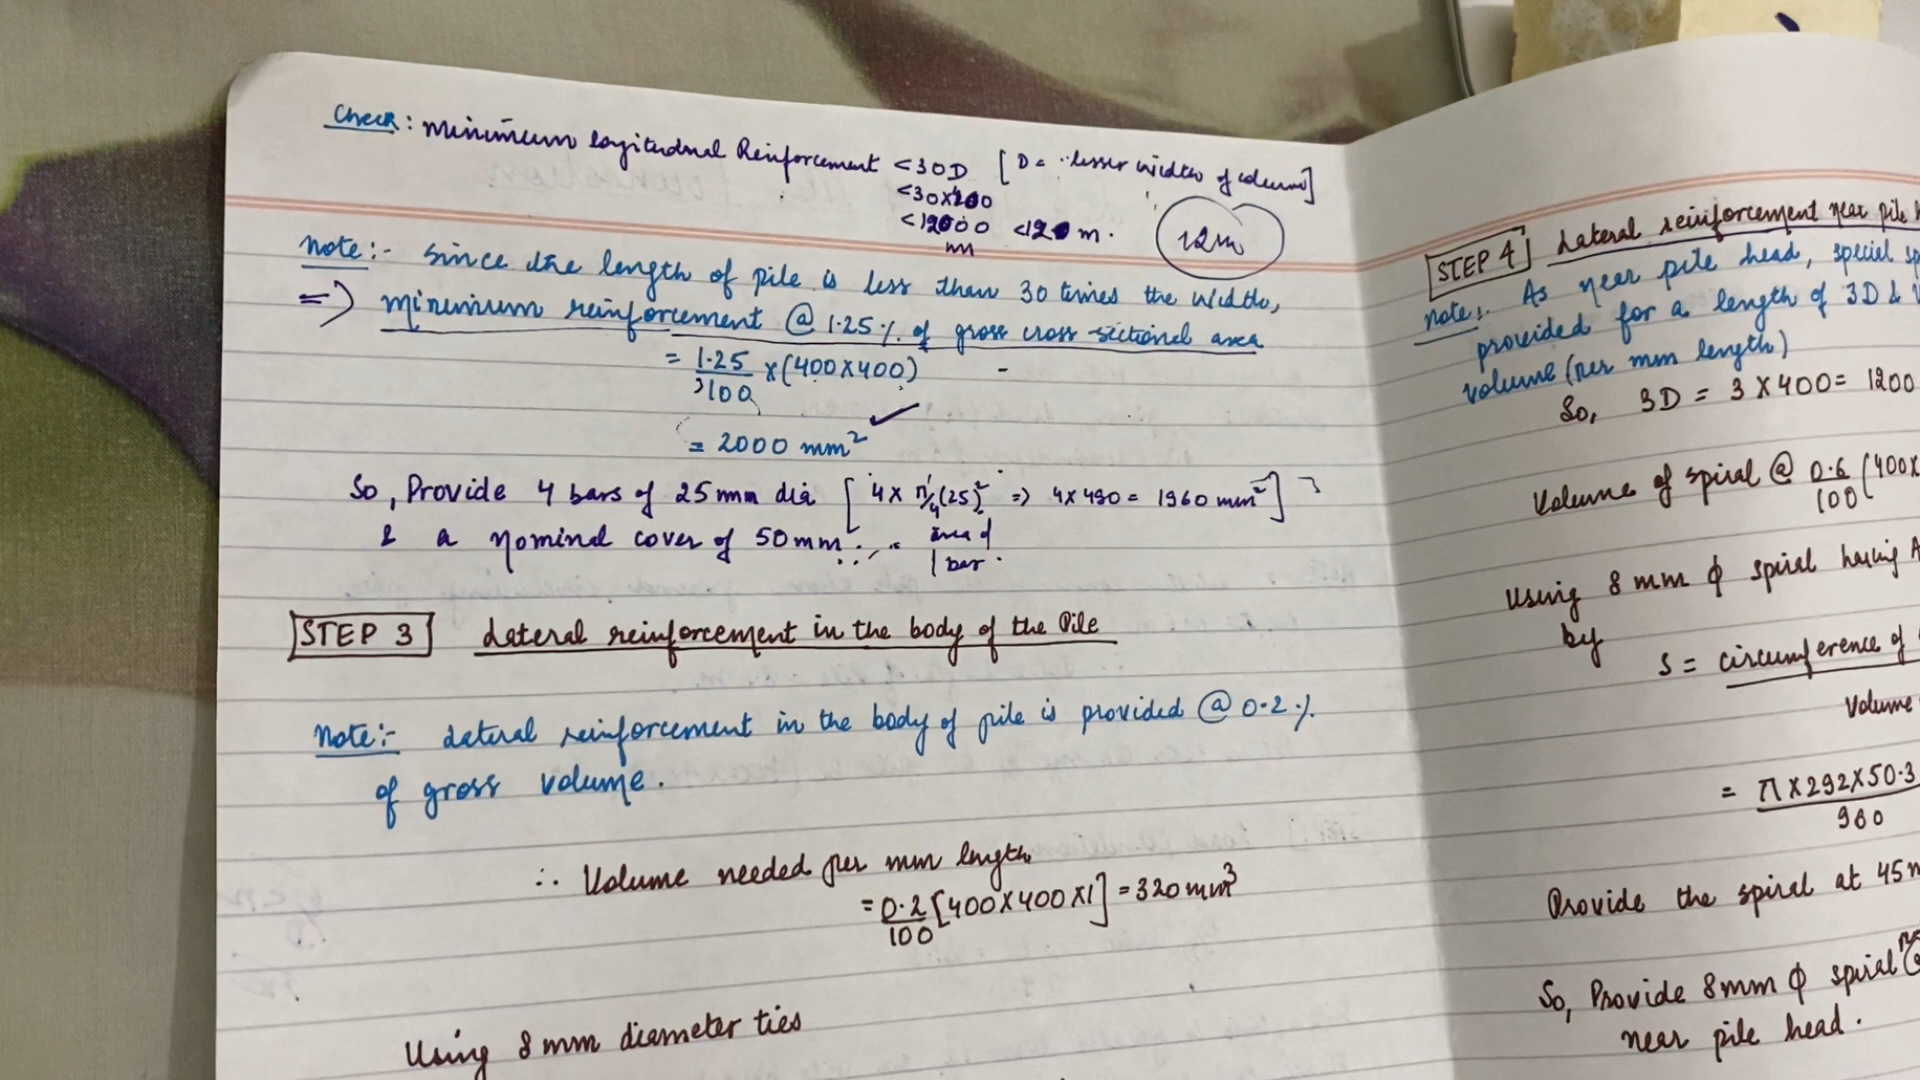 Check: Minimum Logitudnal Reinforcement <30D [D = lesser width of column]
<30x400
<12000 <12 m.
mm
12m
Note:- Since the length of pile is less than 30 times the width,
=> minimum reinforcement @ 1.25% of gross cross sectional area
= 1.25/100 x(400x400)
= 2000 mm²
So, Provide 4 bars of 25mm dia [4x π/4(25)² => 4x490 = 1960 mm²]
& a nominal cover of 50mm.
area of
1 bar.
STEP 3 Lateral reinforcement in the body of the Pile
Note:- Lateral reinforcement in the body of pile is provided @ 0.2%
of gross volume.
∴ Volume needed per mm length
= 0.2/100 [400x400x1] = 320 mm³
Using 8 mm diameter ties
STEP 4 Lateral reinforcement near pile
note:. As near pile head, special
provided for a length of 3D &
volume (per mm length)
So, 3D = 3 x 400 = 1200
Volume of spiral @ 0.6/100 (400x
Using 8 mm ϕ spiral having A
by
S = circumference of
Volume
= π x 292 x 50.3
960
Provide the spiral at 45
So, Provide 8mm ϕ spiral @
near pile head.